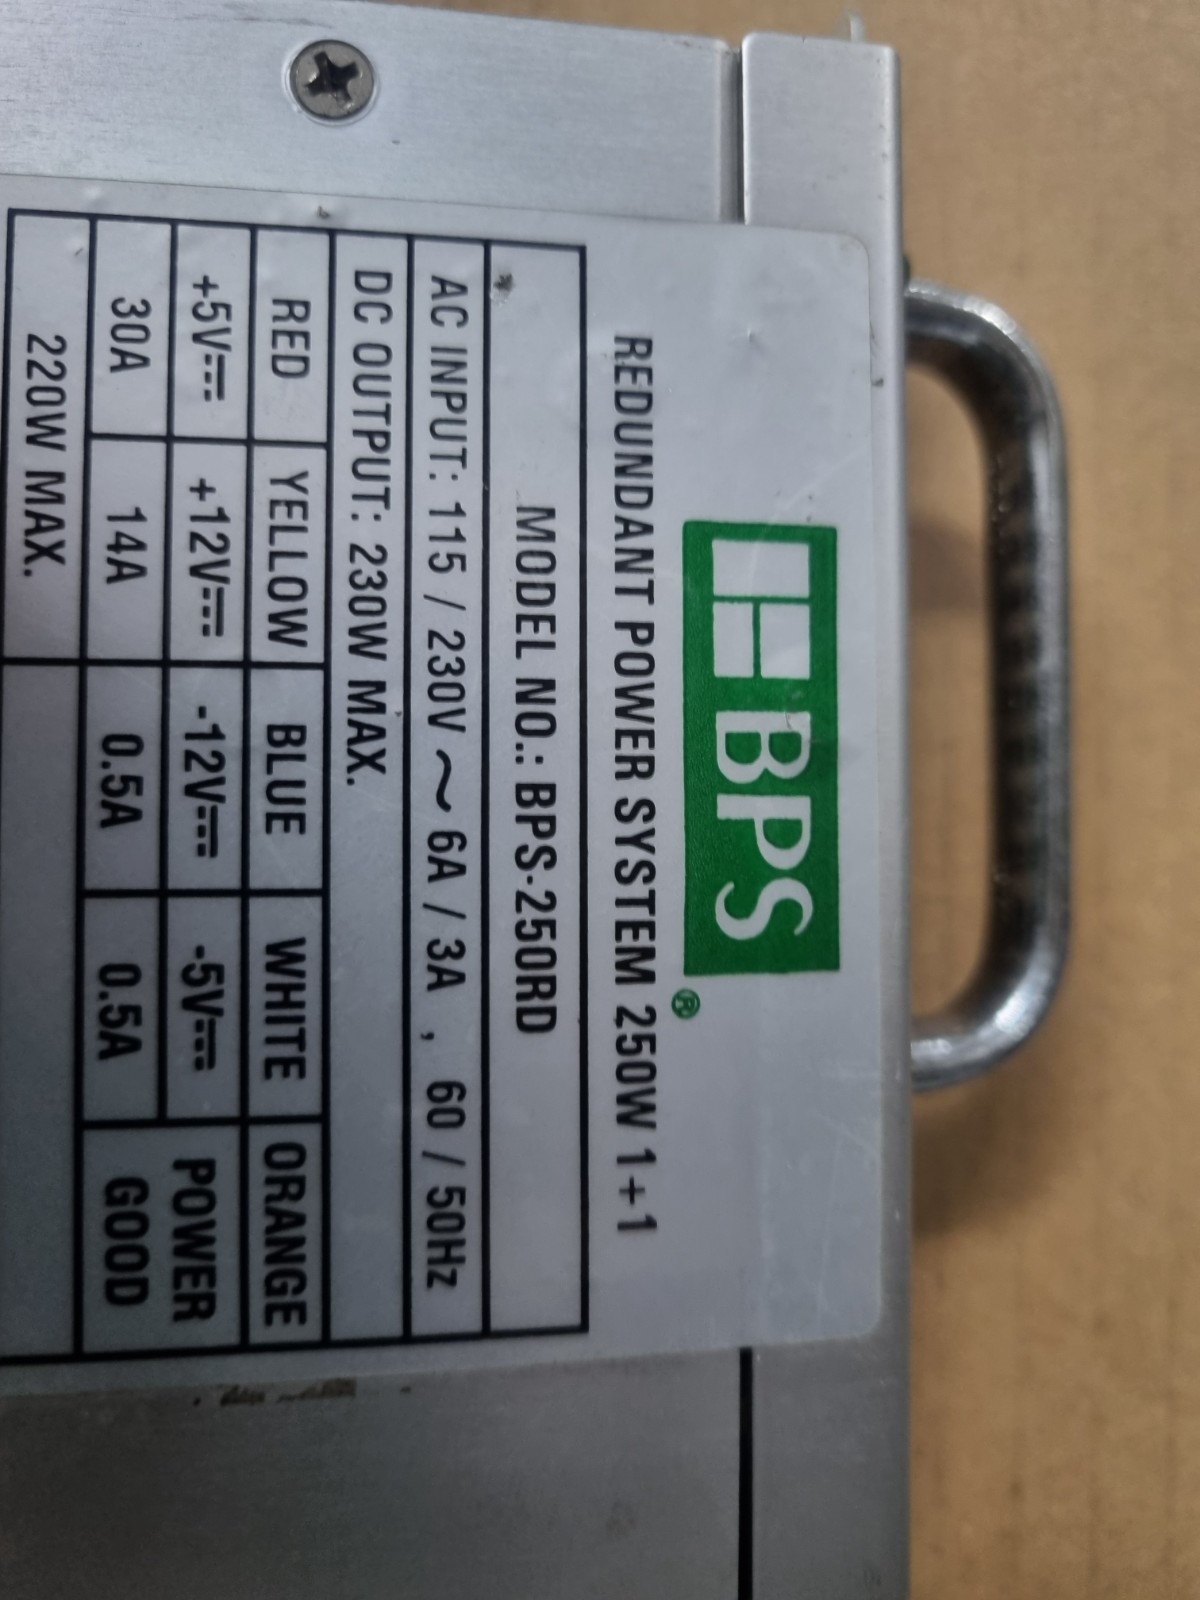 BPS®
REDUNDANT POWER SYSTEM 250W 1+1
MODEL NO.: BPS-250RD
AC INPUT: 115 / 230V ~ 6A / 3A , 60 / 50Hz
DC OUTPUT: 230W MAX.
RED YELLOW BLUE WHITE ORANGE
+5V⎓ +12V⎓ -12V⎓ -5V⎓ POWER
30A 14A 0.5A 0.5A GOOD
220W MAX.